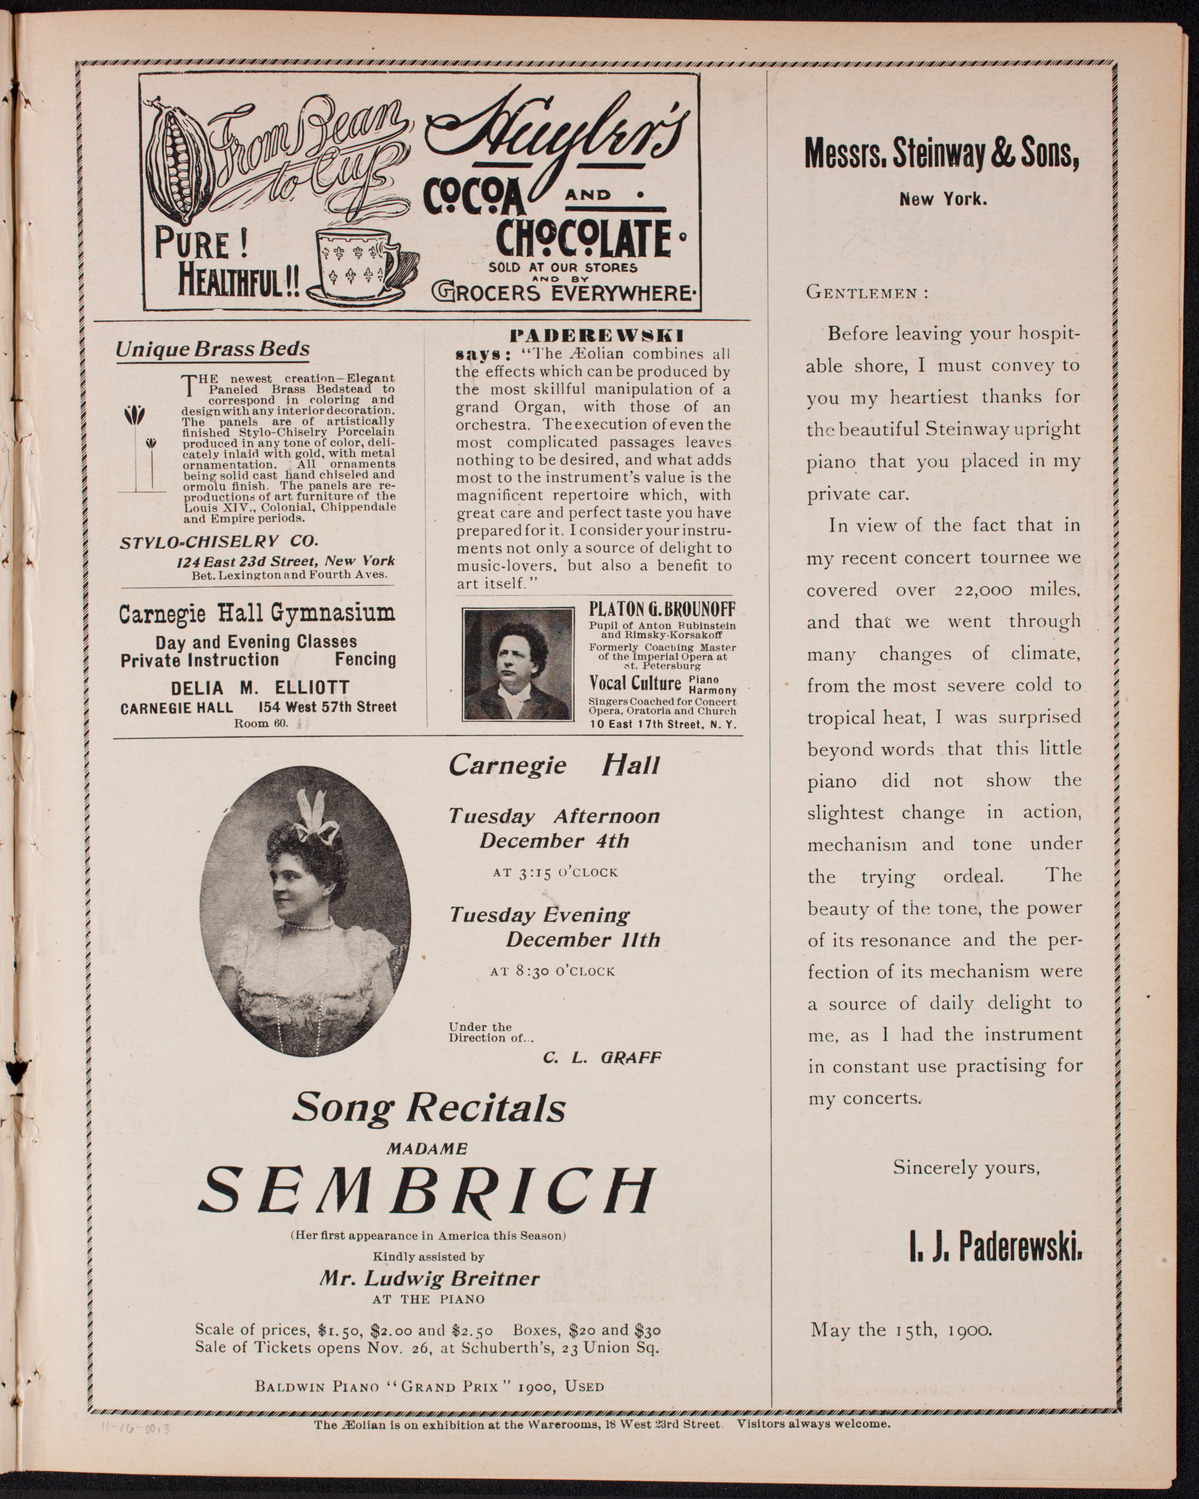 From Bean
to Cup
PURE!
HEALTHFUL!!
Huyler's
COCOA AND
CHOCOLATE
SOLD AT OUR STORES
AND BY
GROCERS EVERYWHERE
Unique Brass Beds
THE newest creation—Elegant
Paneled Brass Bedstead to
correspond in coloring and
design with any interior decoration.
The panels are of artistically
finished Stylo-Chiselry Porcelain
produced in any tone of color, deli-
cately inlaid with gold, with metal
ornamentation. All ornaments
being solid cast hand chiseled and
ormolu finish. The panels are re-
productions of art furniture of the
Louis XIV., Colonial, Chippendale
and Empire periods.
STYLO-CHISELRY CO.
124 East 23d Street, New York
Bet. Lexington and Fourth Aves.
Carnegie Hall Gymnasium
Day and Evening Classes
Private Instruction Fencing
DELIA M. ELLIOTT
CARNEGIE HALL 154 West 57th Street
Room 60.
PADEREWSKI
says: "The Æolian combines all
the effects which can be produced by
the most skillful manipulation of a
grand Organ, with those of an
orchestra. The execution of even the
most complicated passages leaves
nothing to be desired, and what adds
most to the instrument's value is the
magnificent repertoire which, with
great care and perfect taste you have
prepared for it. I consider your instru-
ments not only a source of delight to
music-lovers, but also a benefit to
art itself."
PLATON G. BROUNOFF
Pupil of Anton Rubinstein
and Rimsky-Korsakoff
Formerly Coaching Master
of the Imperial Opera at
St. Petersburg
Vocal Culture Piano
Harmony
Singers Coached for Concert
Opera, Oratoria and Church
10 East 17th Street, N. Y.
Carnegie Hall
Tuesday Afternoon
December 4th
AT 3:15 O'CLOCK
Tuesday Evening
December 11th
AT 8:30 O'CLOCK
Under the
Direction of...
C. L. GRAFF
Song Recitals
MADAME
SEMBRICH
(Her first appearance in America this Season)
Kindly assisted by
Mr. Ludwig Breitner
AT THE PIANO
Scale of prices, $1.50, $2.00 and $2.50 Boxes, $20 and $30
Sale of Tickets opens Nov. 26, at Schuberth's, 23 Union Sq.
BALDWIN PIANO "GRAND PRIX" 1900, USED
Messrs. Steinway & Sons,
New York.
GENTLEMEN:
Before leaving your hospit-
able shore, I must convey to
you my heartiest thanks for
the beautiful Steinway upright
piano that you placed in my
private car.
In view of the fact that in
my recent concert tournee we
covered over 22,000 miles,
and that we went through
many changes of climate,
from the most severe cold to
tropical heat, I was surprised
beyond words that this little
piano did not show the
slightest change in action,
mechanism and tone under
the trying ordeal. The
beauty of the tone, the power
of its resonance and the per-
fection of its mechanism were
a source of daily delight to
me, as I had the instrument
in constant use practising for
my concerts.
Sincerely yours,
I. J. Paderewski.
May the 15th, 1900.
The Æolian is on exhibition at the Warerooms, 18 West 23rd Street. Visitors always welcome.
11-16-0013